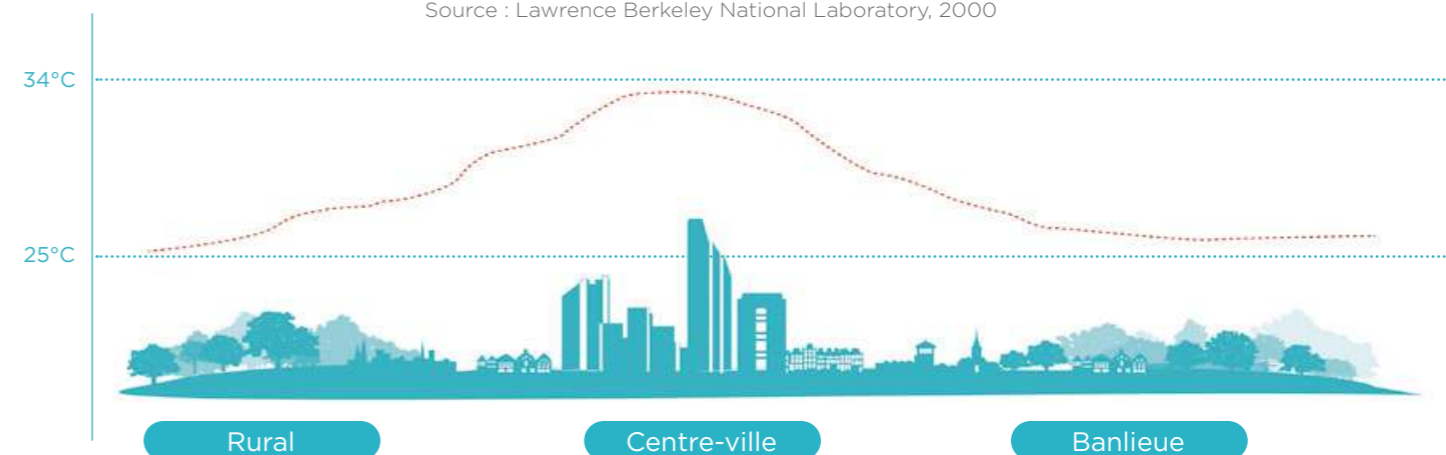 Source : Lawrence Berkeley National Laboratory, 2000
34°C
25°C
Rural
Centre-ville
Banlieue